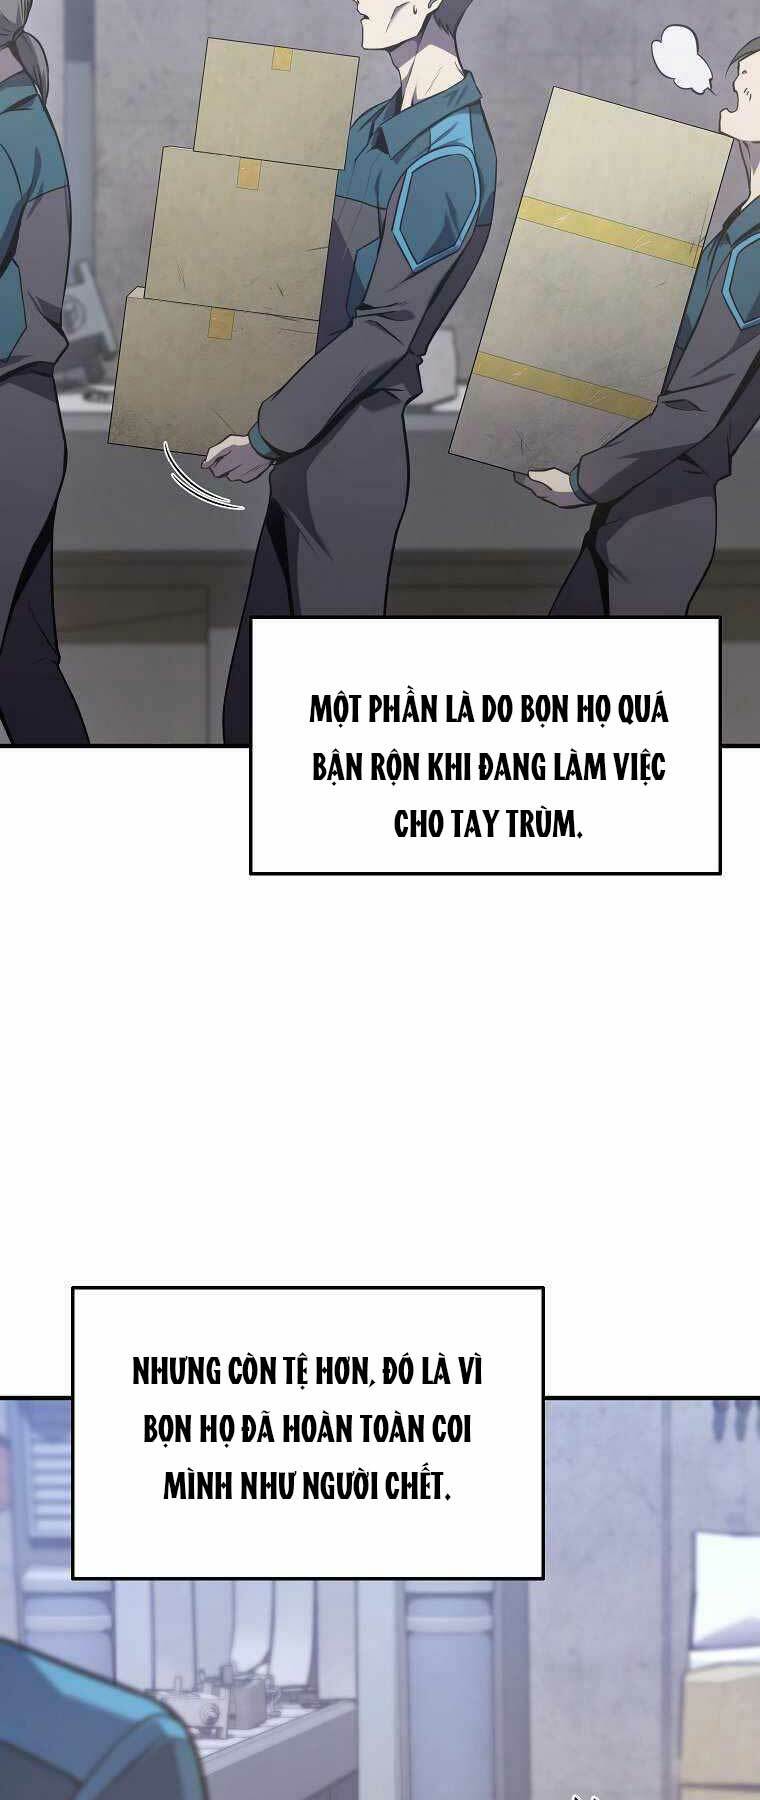 MỘT PHẦN LÀ DO BỌN HỌ QUÁ
BẬN RỘN KHI ĐANG LÀM VIỆC
CHO TAY TRÙM.
NHƯNG CÒN TỆ HƠN, ĐÓ LÀ VÌ
BỌN HỌ ĐÃ HOÀN TOÀN COI
MÌNH NHƯ NGƯỜI CHẾT.